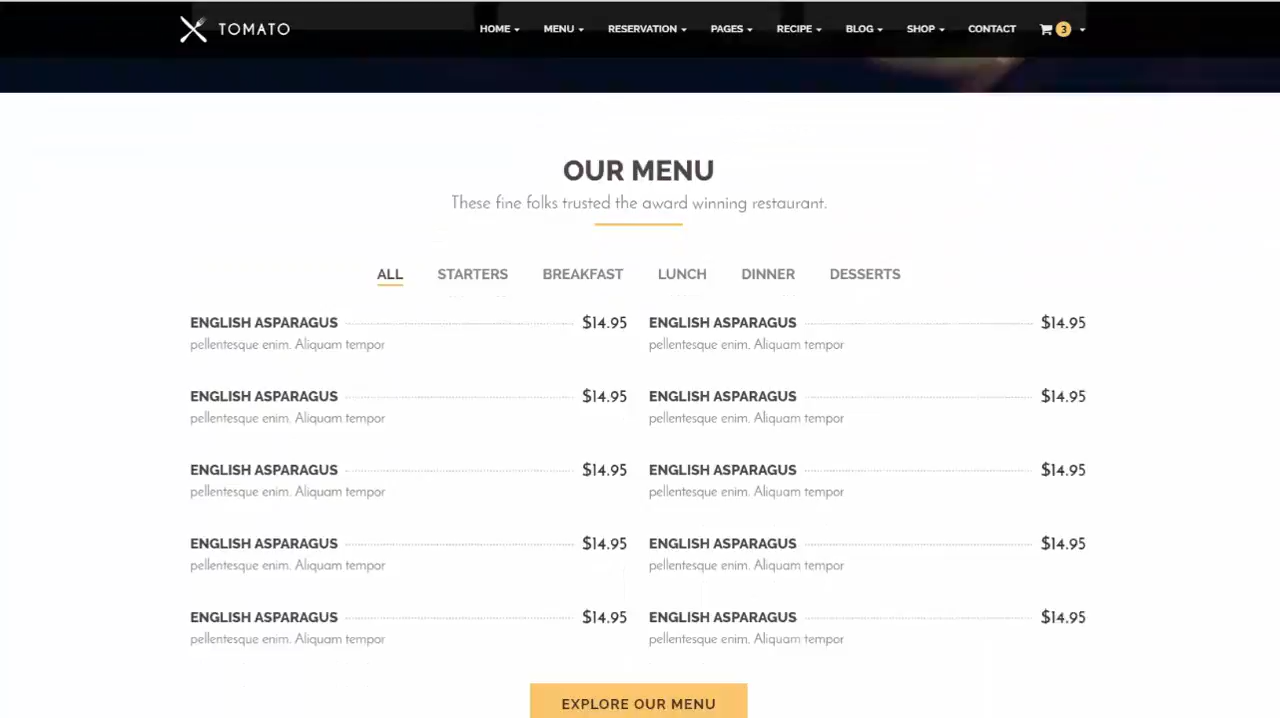 TOMATO
HOME MENU RESERVATION PAGES RECIPE BLOG SHOP CONTACT 3
OUR MENU
These fine folks trusted the award winning restaurant.
ALL STARTERS BREAKFAST LUNCH DINNER DESSERTS
ENGLISH ASPARAGUS $14.95 ENGLISH ASPARAGUS $14.95
pellentesque enim. Aliquam tempor pellentesque enim. Aliquam tempor
ENGLISH ASPARAGUS $14.95 ENGLISH ASPARAGUS $14.95
pellentesque enim. Aliquam tempor pellentesque enim. Aliquam tempor
ENGLISH ASPARAGUS $14.95 ENGLISH ASPARAGUS $14.95
pellentesque enim. Aliquam tempor pellentesque enim. Aliquam tempor
ENGLISH ASPARAGUS $14.95 ENGLISH ASPARAGUS $14.95
pellentesque enim. Aliquam tempor pellentesque enim. Aliquam tempor
ENGLISH ASPARAGUS $14.95 ENGLISH ASPARAGUS $14.95
pellentesque enim. Aliquam tempor pellentesque enim. Aliquam tempor
EXPLORE OUR MENU